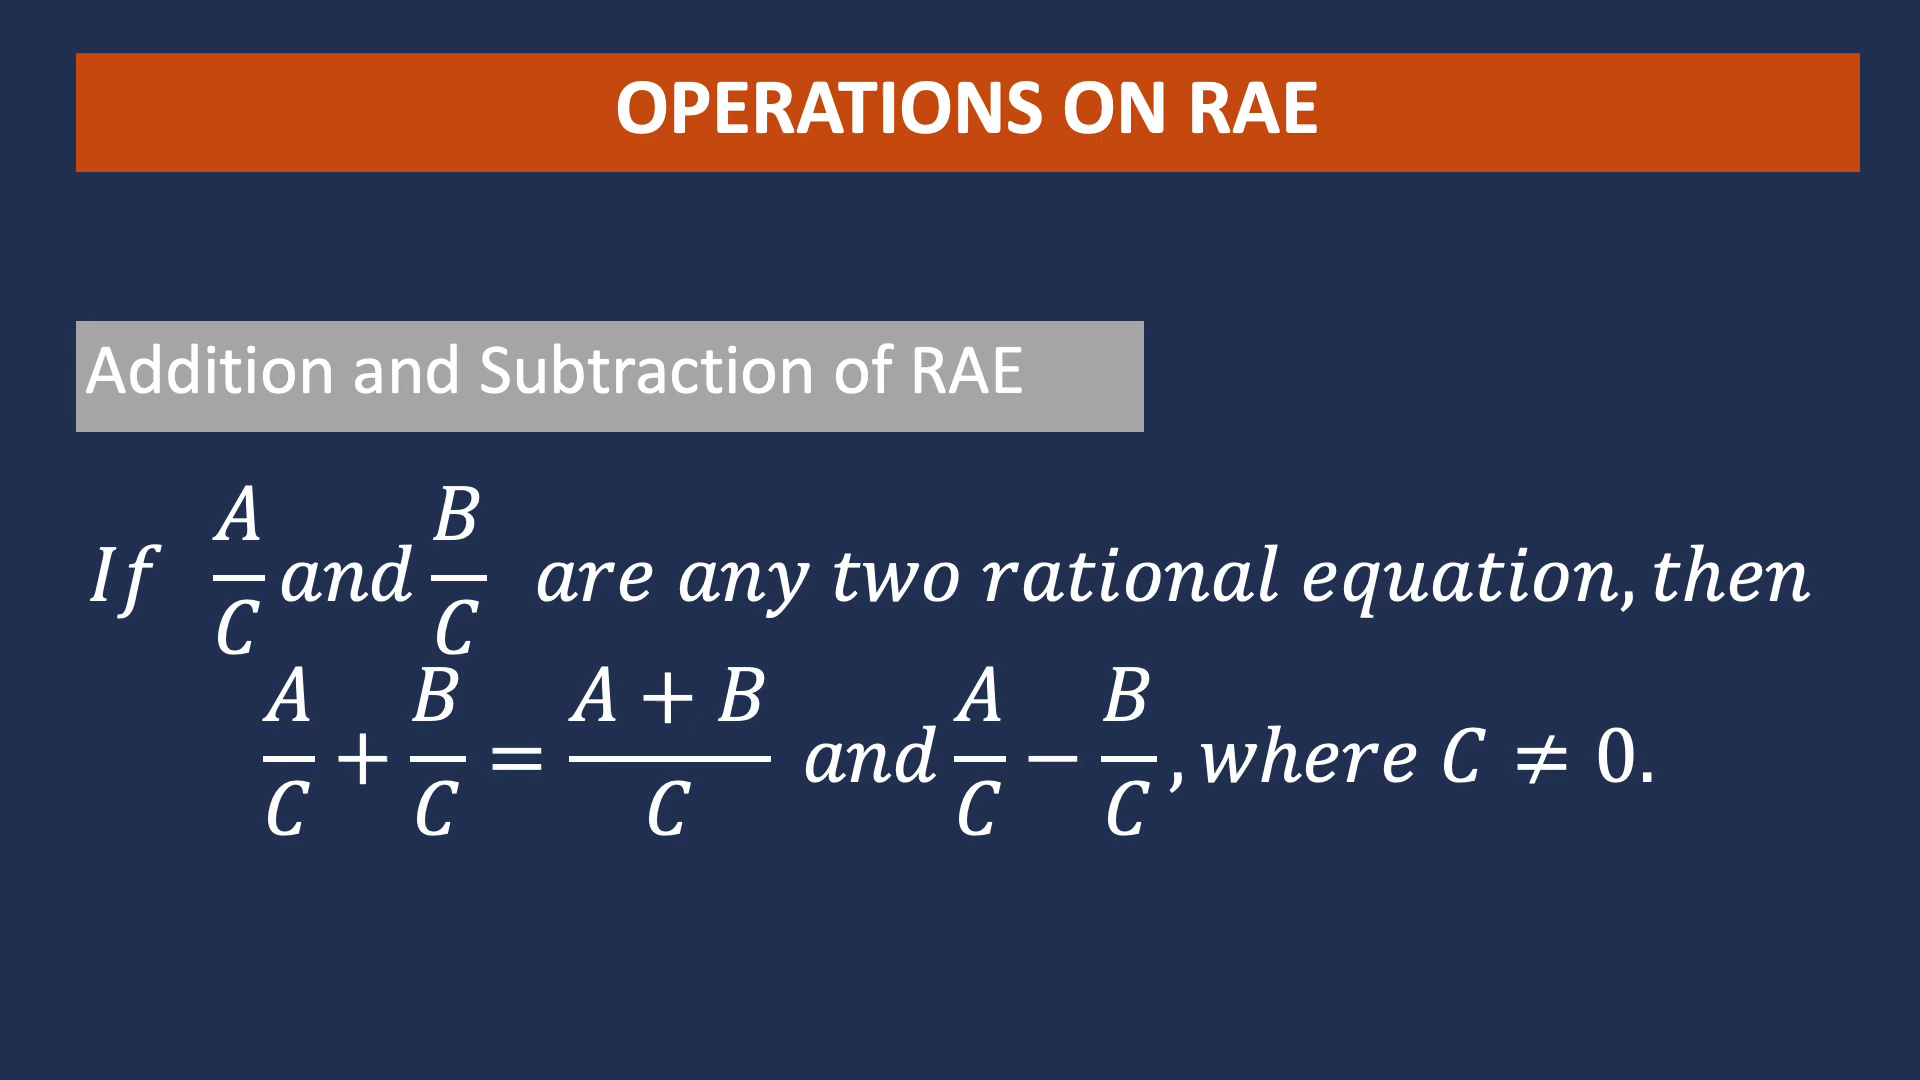 OPERATIONS ON RAE
Addition and Subtraction of RAE
If A/C and B/C are any two rational equation, then
A/C + B/C = A + B/C and A/C − B/C, where C ≠ 0.